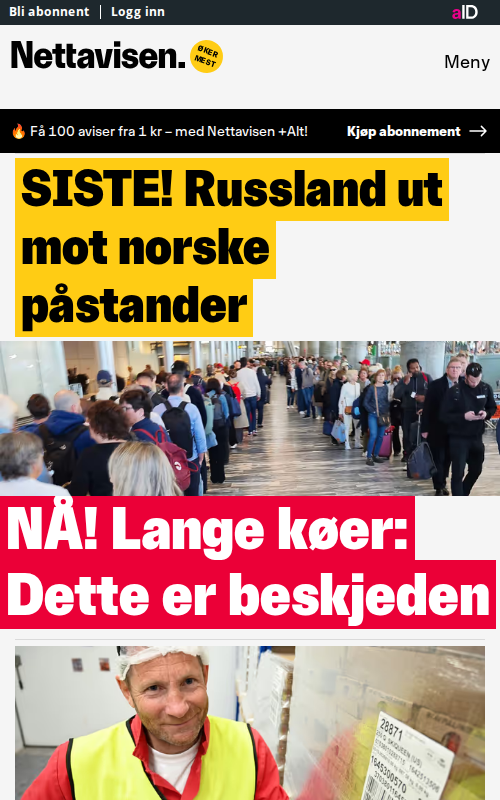 Bli abonnent | Logg inn
aID
Nettavisen.
ØKER
MEST
Meny
🔥 Få 100 aviser fra 1 kr – med Nettavisen +Alt!
Kjøp abonnement →
SISTE! Russland ut
mot norske
påstander
NÅ! Lange køer:
Dette er beskjeden
28871